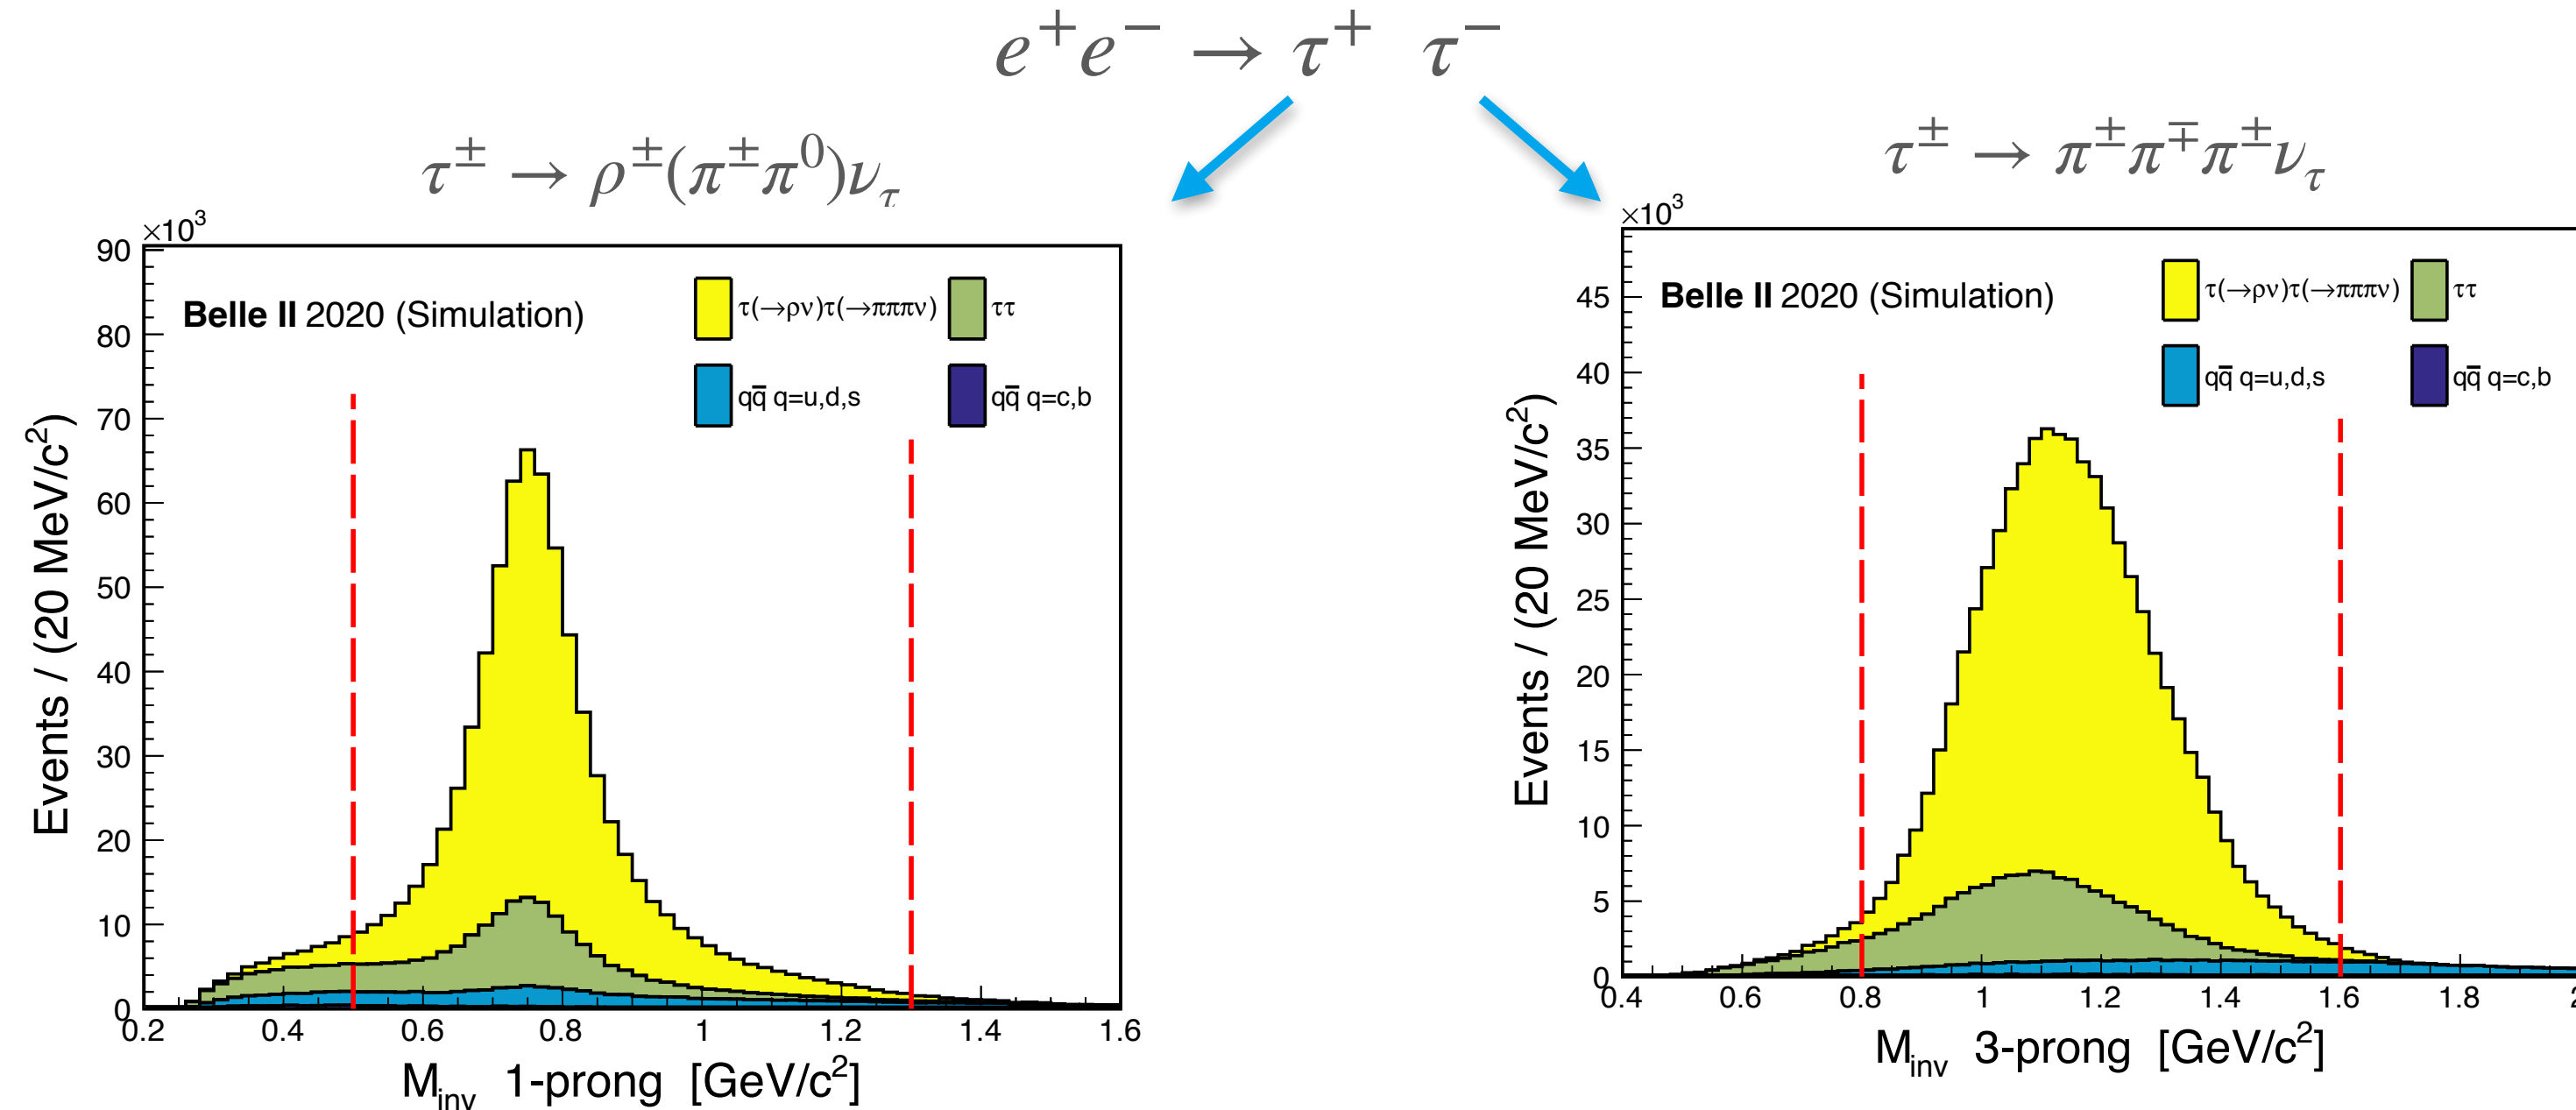 e⁺e⁻ → τ⁺ τ⁻
τ^± → ρ^±(π^±π⁰)ν_τ
τ^± → π^±π^∓π^±ν_τ
×10³
90
80
70
60
50
40
30
20
10
0
Events / (20 MeV/c²)
Belle II 2020 (Simulation)
τ(→ρν)τ(→πππν)
ττ
qq̅ q=u,d,s
qq̅ q=c,b
0.2 0.4 0.6 0.8 1 1.2 1.4 1.6
M_inv 1-prong [GeV/c²]
×10³
45
40
35
30
25
20
15
10
5
0
Events / (20 MeV/c²)
Belle II 2020 (Simulation)
τ(→ρν)τ(→πππν)
ττ
qq̅ q=u,d,s
qq̅ q=c,b
0.4 0.6 0.8 1 1.2 1.4 1.6 1.8
M_inv 3-prong [GeV/c²]